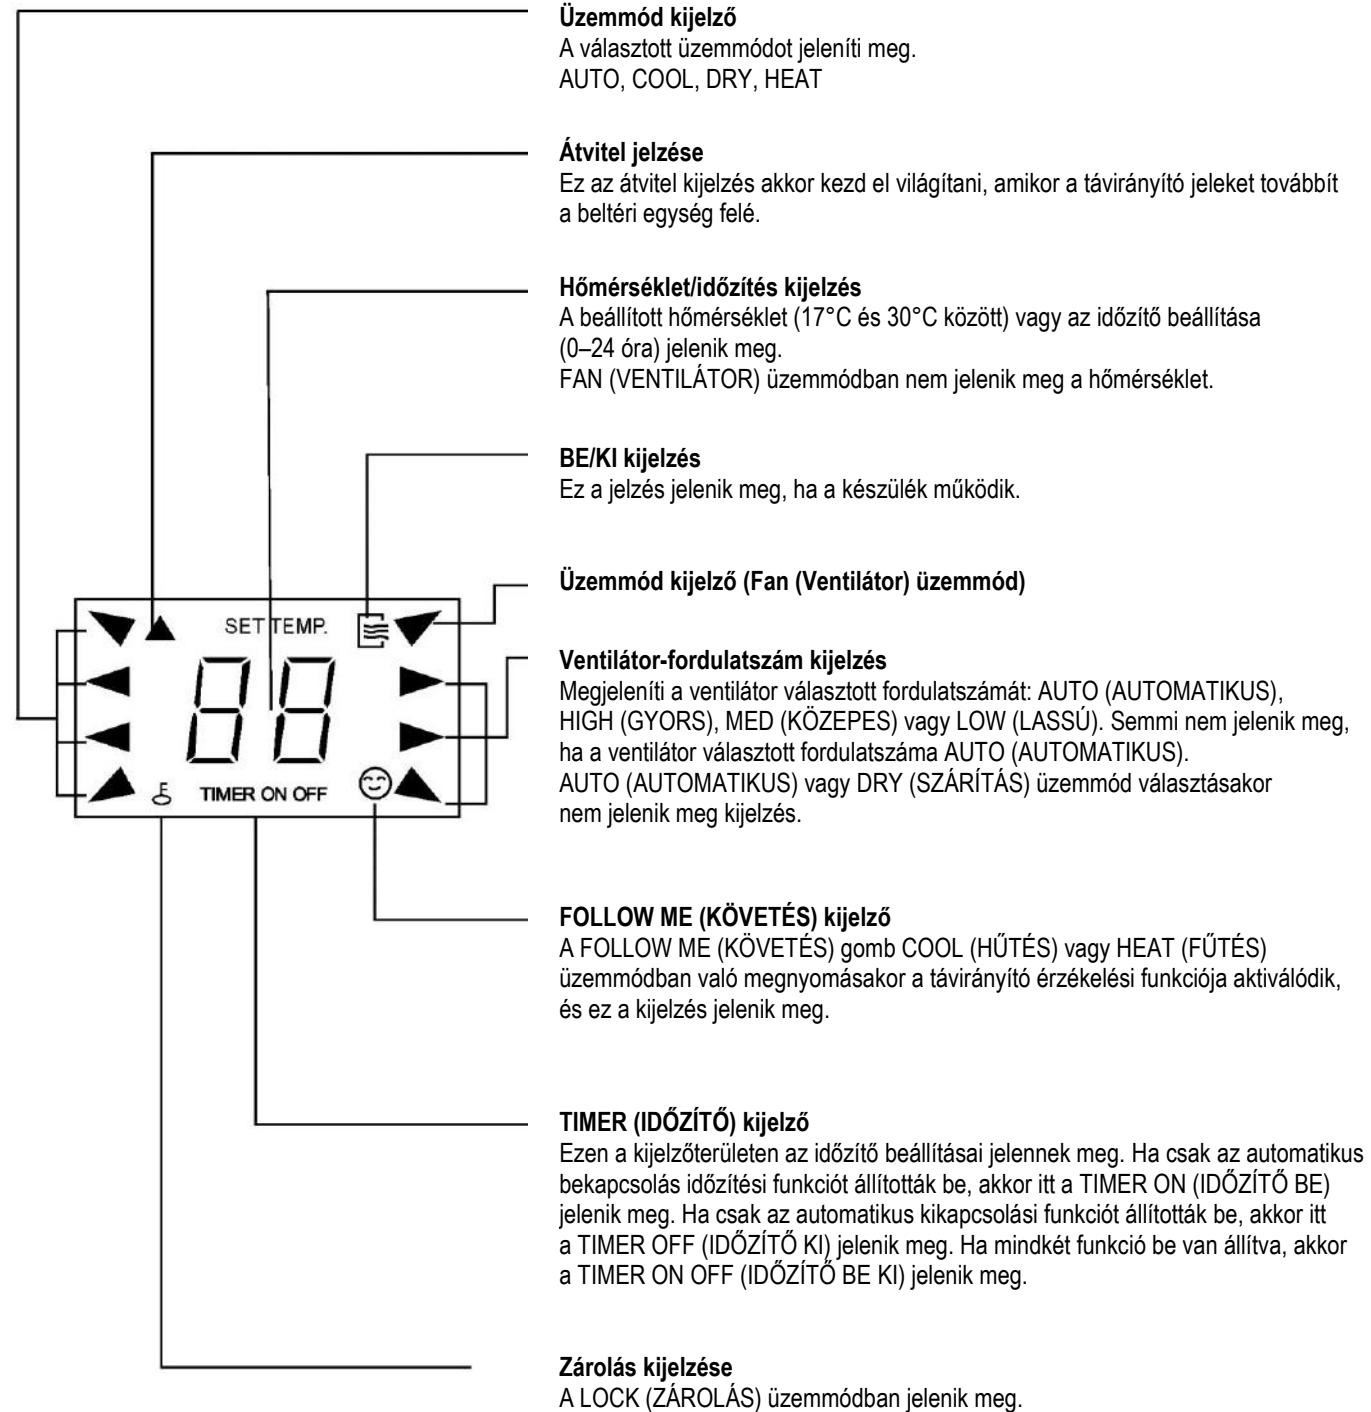 Üzemmód kijelző
A választott üzemmódot jeleníti meg.
AUTO, COOL, DRY, HEAT
Átvitel jelzése
Ez az átvitel kijelzés akkor kezd el világítani, amikor a távirányító jeleket továbbít
a beltéri egység felé.
Hőmérséklet/időzítés kijelzés
A beállított hőmérséklet (17°C és 30°C között) vagy az időzítő beállítása
(0–24 óra) jelenik meg.
FAN (VENTILÁTOR) üzemmódban nem jelenik meg a hőmérséklet.
BE/KI kijelzés
Ez a jelzés jelenik meg, ha a készülék működik.
Üzemmód kijelző (Fan (Ventilátor) üzemmód)
SET TEMP.
88
TIMER ON OFF
Ventilátor-fordulatszám kijelzés
Megjeleníti a ventilátor választott fordulatszámát: AUTO (AUTOMATIKUS),
HIGH (GYORS), MED (KÖZEPES) vagy LOW (LASSÚ). Semmi nem jelenik meg,
ha a ventilátor választott fordulatszáma AUTO (AUTOMATIKUS).
AUTO (AUTOMATIKUS) vagy DRY (SZÁRÍTÁS) üzemmód választásakor
nem jelenik meg kijelzés.
FOLLOW ME (KÖVETÉS) kijelző
A FOLLOW ME (KÖVETÉS) gomb COOL (HŰTÉS) vagy HEAT (FŰTÉS)
üzemmódban való megnyomásakor a távirányító érzékelési funkciója aktiválódik,
és ez a kijelzés jelenik meg.
TIMER (IDŐZÍTŐ) kijelző
Ezen a kijelzőterületen az időzítő beállításai jelennek meg. Ha csak az automatikus
bekapcsolás időzítési funkciót állították be, akkor itt a TIMER ON (IDŐZÍTŐ BE)
jelenik meg. Ha csak az automatikus kikapcsolási funkciót állították be, akkor itt
a TIMER OFF (IDŐZÍTŐ KI) jelenik meg. Ha mindkét funkció be van állítva, akkor
a TIMER ON OFF (IDŐZÍTŐ BE KI) jelenik meg.
Zárolás kijelzése
A LOCK (ZÁROLÁS) üzemmódban jelenik meg.